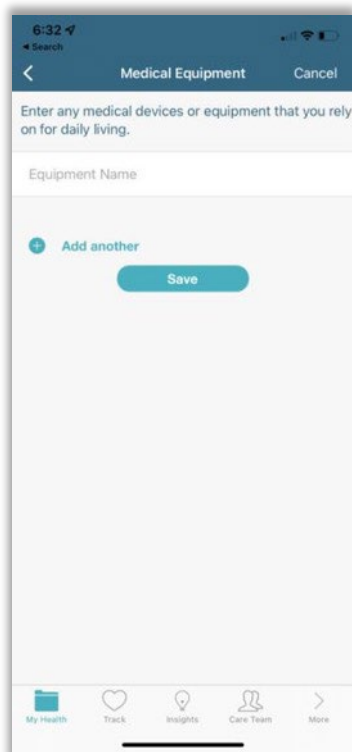 6:32
◄ Search
Medical Equipment
Cancel
Enter any medical devices or equipment that you rely
on for daily living.
Equipment Name
Add another
Save
My Health
Track
Insights
Care Team
More